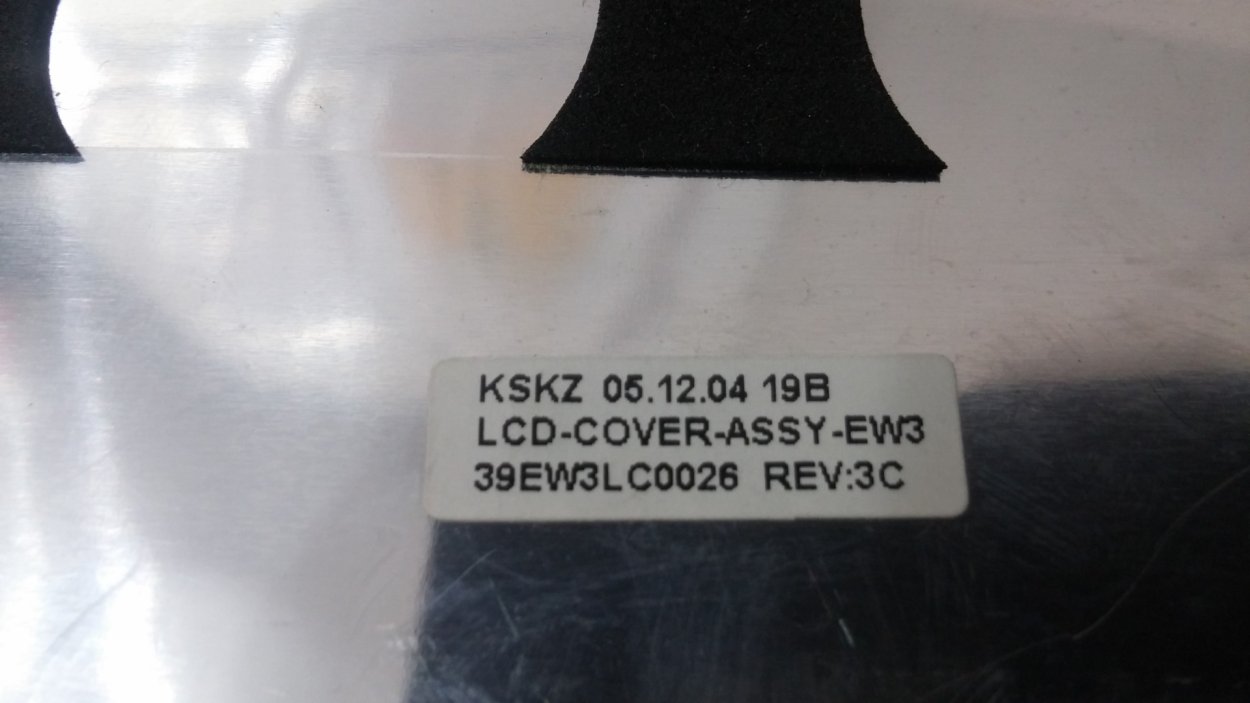 KSKZ 05.12.04 19B
LCD-COVER-ASSY-EW3
39EW3LC0026 REV:3C